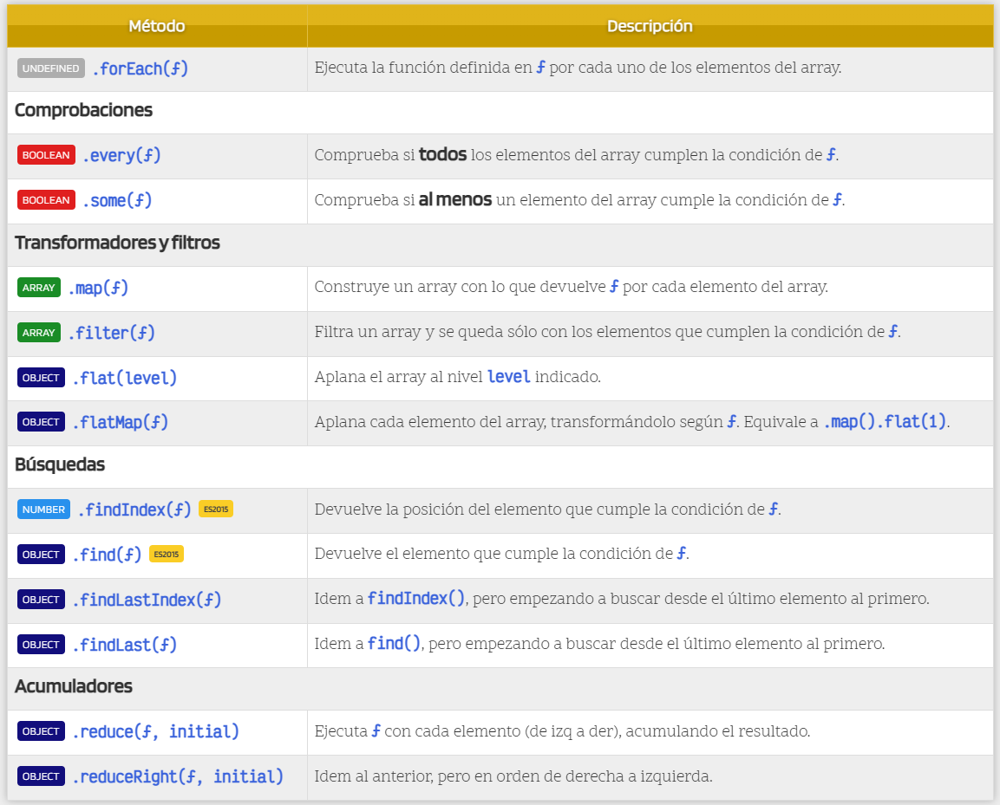 Método Descripción
UNDEFINED .forEach(ƒ) Ejecuta la función definida en ƒ por cada uno de los elementos del array.
Comprobaciones
BOOLEAN .every(ƒ) Comprueba si todos los elementos del array cumplen la condición de ƒ.
BOOLEAN .some(ƒ) Comprueba si al menos un elemento del array cumple la condición de ƒ.
Transformadores y filtros
ARRAY .map(ƒ) Construye un array con lo que devuelve ƒ por cada elemento del array.
ARRAY .filter(ƒ) Filtra un array y se queda sólo con los elementos que cumplen la condición de ƒ.
OBJECT .flat(level) Aplana el array al nivel level indicado.
OBJECT .flatMap(ƒ) Aplana cada elemento del array, transformándolo según ƒ. Equivale a .map().flat(1).
Búsquedas
NUMBER .findIndex(ƒ) ES2015 Devuelve la posición del elemento que cumple la condición de ƒ.
OBJECT .find(ƒ) ES2015 Devuelve el elemento que cumple la condición de ƒ.
OBJECT .findLastIndex(ƒ) Idem a findIndex(), pero empezando a buscar desde el último elemento al primero.
OBJECT .findLast(ƒ) Idem a find(), pero empezando a buscar desde el último elemento al primero.
Acumuladores
OBJECT .reduce(ƒ, initial) Ejecuta ƒ con cada elemento (de izq a der), acumulando el resultado.
OBJECT .reduceRight(ƒ, initial) Idem al anterior, pero en orden de derecha a izquierda.